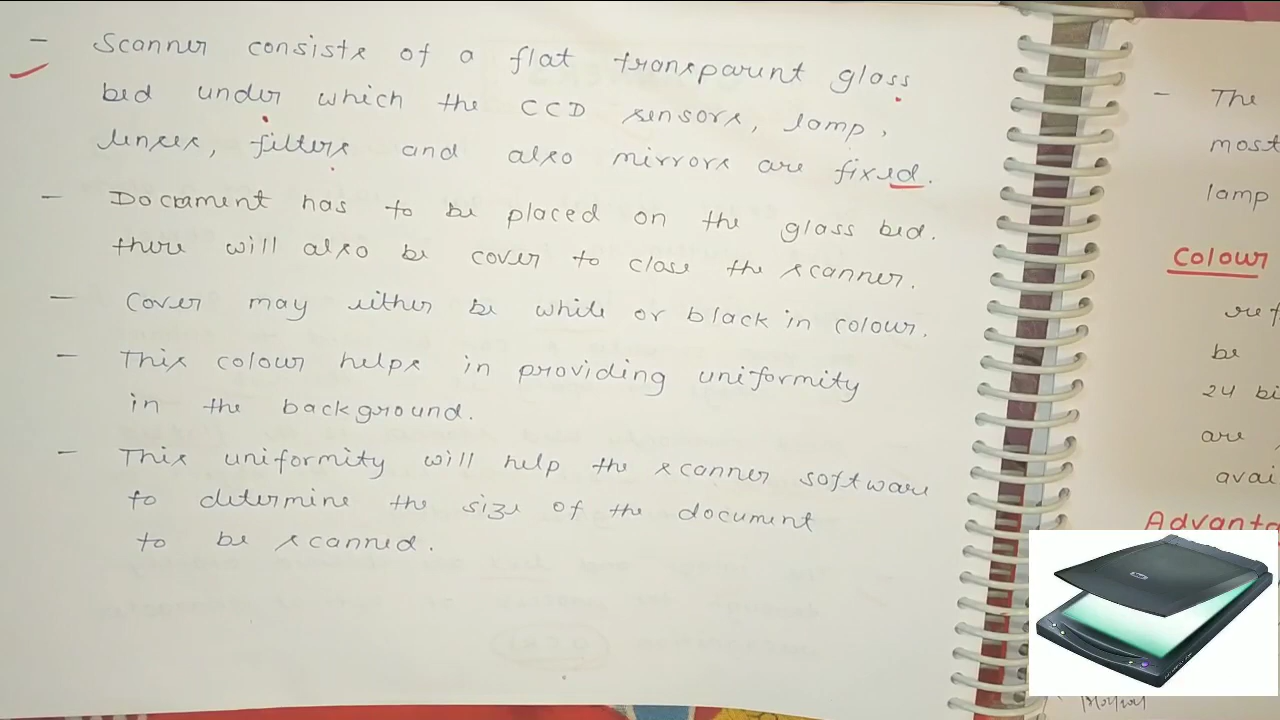 - Scanner consists of a flat transparent glass
bed under which the CCD sensors, lamp,
lenses, filters and also mirrors are fixed.
- Document has to be placed on the glass bed.
there will also be cover to close the scanner.
- Cover may either be while or black in colour.
- This colour helps in providing uniformity
in the background.
- This uniformity will help the scanner software
to determine the size of the document
to be scanned.
- The
most
lamp
Colour
ref
be
24 bi
are
avai
Advanta